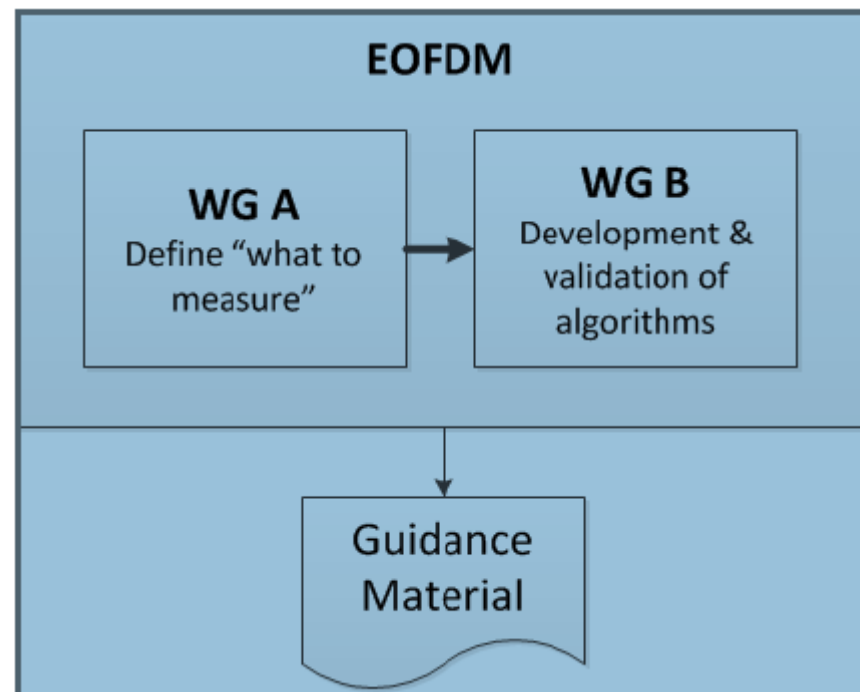 EOFDM
WG A
Define “what to
measure”
WG B
Development &
validation of
algorithms
Guidance
Material